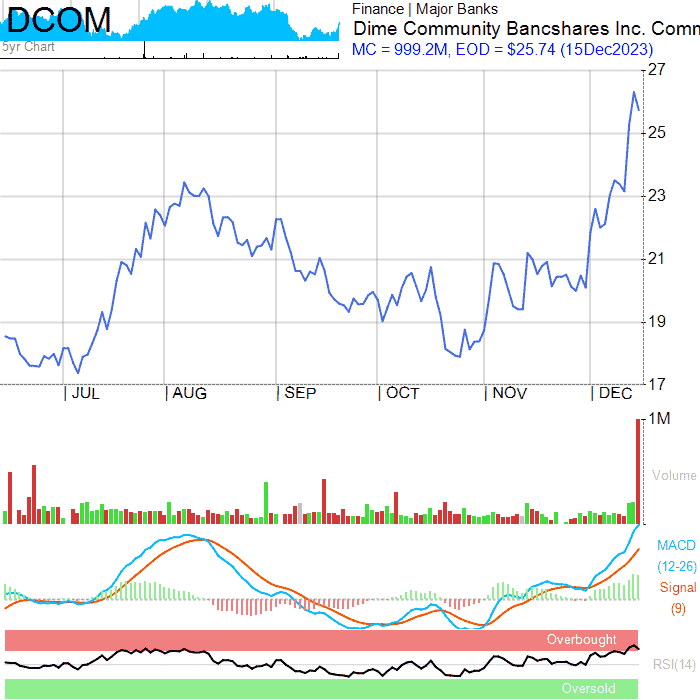 DCOM
5yr Chart
Finance | Major Banks
Dime Community Bancshares Inc. Comm
MC = 999.2M, EOD = $25.74 (15Dec2023)
27
25
23
21
19
17
JUL AUG SEP OCT NOV DEC
1M
Volume
MACD
(12-26)
Signal
(9)
Overbought
RSI(14)
Oversold